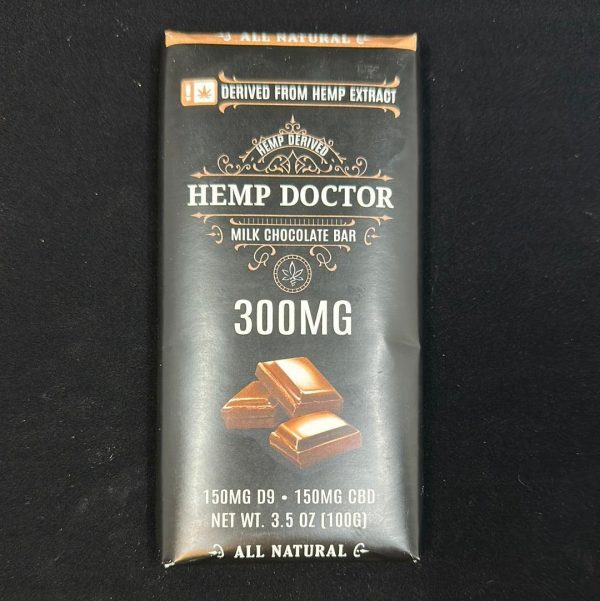 ALL NATURAL
! DERIVED FROM HEMP EXTRACT
HEMP DERIVED
HEMP DOCTOR
MILK CHOCOLATE BAR
300MG
150MG D9 • 150MG CBD
NET WT. 3.5 OZ (100G)
ALL NATURAL